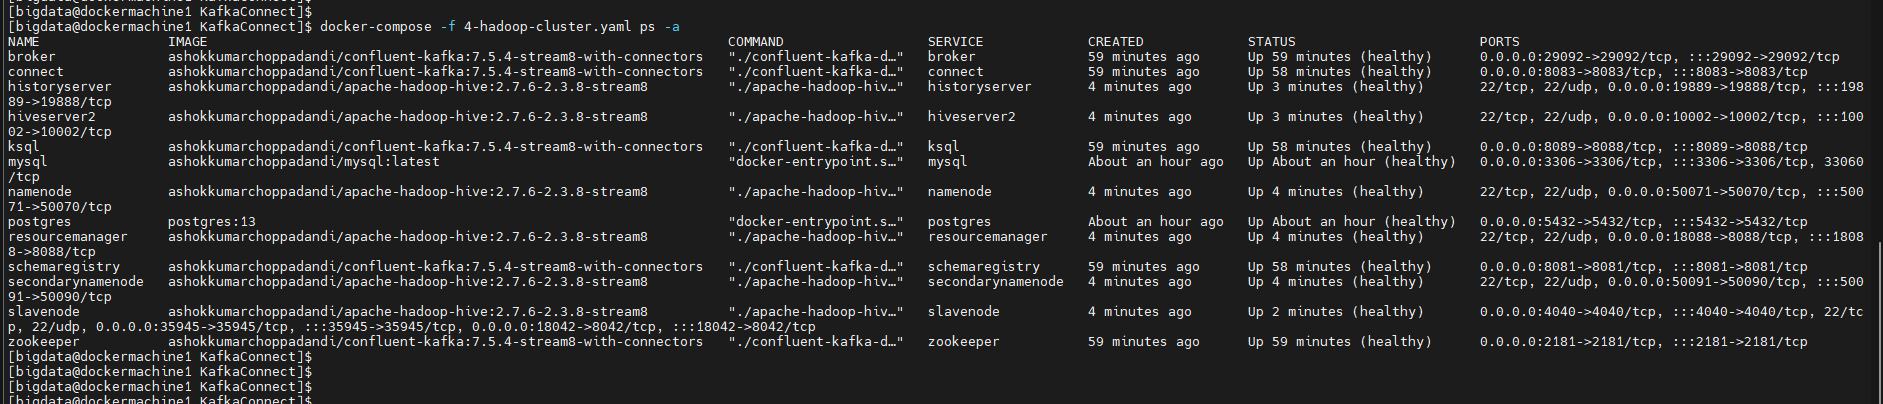 [bigdata@dockermachine1 KafkaConnect]$
[bigdata@dockermachine1 KafkaConnect]$ docker-compose -f 4-hadoop-cluster.yaml ps -a
NAME IMAGE COMMAND SERVICE CREATED STATUS PORTS
broker ashokkumarchoppadandi/confluent-kafka:7.5.4-stream8-with-connectors "./confluent-kafka-d…" broker 59 minutes ago Up 59 minutes (healthy) 0.0.0.0:29092->29092/tcp, :::29092->29092/tcp
connect ashokkumarchoppadandi/confluent-kafka:7.5.4-stream8-with-connectors "./confluent-kafka-d…" connect 59 minutes ago Up 58 minutes (healthy) 0.0.0.0:8083->8083/tcp, :::8083->8083/tcp
historyserver ashokkumarchoppadandi/apache-hadoop-hive:2.7.6-2.3.8-stream8 "./apache-hadoop-hiv…" historyserver 4 minutes ago Up 3 minutes (healthy) 22/tcp, 22/udp, 0.0.0.0:19889->19888/tcp, :::198
89->19888/tcp
hiveserver2 ashokkumarchoppadandi/apache-hadoop-hive:2.7.6-2.3.8-stream8 "./apache-hadoop-hiv…" hiveserver2 4 minutes ago Up 3 minutes (healthy) 22/tcp, 22/udp, 0.0.0.0:10002->10002/tcp, :::100
02->10002/tcp
ksql ashokkumarchoppadandi/confluent-kafka:7.5.4-stream8-with-connectors "./confluent-kafka-d…" ksql 59 minutes ago Up 58 minutes (healthy) 0.0.0.0:8089->8088/tcp, :::8089->8088/tcp
mysql ashokkumarchoppadandi/mysql:latest "docker-entrypoint.s…" mysql About an hour ago Up About an hour (healthy) 0.0.0.0:3306->3306/tcp, :::3306->3306/tcp, 33060
/tcp
namenode ashokkumarchoppadandi/apache-hadoop-hive:2.7.6-2.3.8-stream8 "./apache-hadoop-hiv…" namenode 4 minutes ago Up 4 minutes (healthy) 22/tcp, 22/udp, 0.0.0.0:50071->50070/tcp, :::500
71->50070/tcp
postgres postgres:13 "docker-entrypoint.s…" postgres About an hour ago Up About an hour (healthy) 0.0.0.0:5432->5432/tcp, :::5432->5432/tcp
resourcemanager ashokkumarchoppadandi/apache-hadoop-hive:2.7.6-2.3.8-stream8 "./apache-hadoop-hiv…" resourcemanager 4 minutes ago Up 4 minutes (healthy) 22/tcp, 22/udp, 0.0.0.0:18088->8088/tcp, :::1808
8->8088/tcp
schemaregistry ashokkumarchoppadandi/confluent-kafka:7.5.4-stream8-with-connectors "./confluent-kafka-d…" schemaregistry 59 minutes ago Up 58 minutes (healthy) 0.0.0.0:8081->8081/tcp, :::8081->8081/tcp
secondarynamenode ashokkumarchoppadandi/apache-hadoop-hive:2.7.6-2.3.8-stream8 "./apache-hadoop-hiv…" secondarynamenode 4 minutes ago Up 4 minutes (healthy) 22/tcp, 22/udp, 0.0.0.0:50091->50090/tcp, :::500
91->50090/tcp
slavenode ashokkumarchoppadandi/apache-hadoop-hive:2.7.6-2.3.8-stream8 "./apache-hadoop-hiv…" slavenode 4 minutes ago Up 2 minutes (healthy) 0.0.0.0:4040->4040/tcp, :::4040->4040/tcp, 22/tc
p, 22/udp, 0.0.0.0:35945->35945/tcp, :::35945->35945/tcp, 0.0.0.0:18042->8042/tcp, :::18042->8042/tcp
zookeeper ashokkumarchoppadandi/confluent-kafka:7.5.4-stream8-with-connectors "./confluent-kafka-d…" zookeeper 59 minutes ago Up 59 minutes (healthy) 0.0.0.0:2181->2181/tcp, :::2181->2181/tcp
[bigdata@dockermachine1 KafkaConnect]$
[bigdata@dockermachine1 KafkaConnect]$
[bigdata@dockermachine1 KafkaConnect]$
[bigdata@dockermachine1 KafkaConnect]$